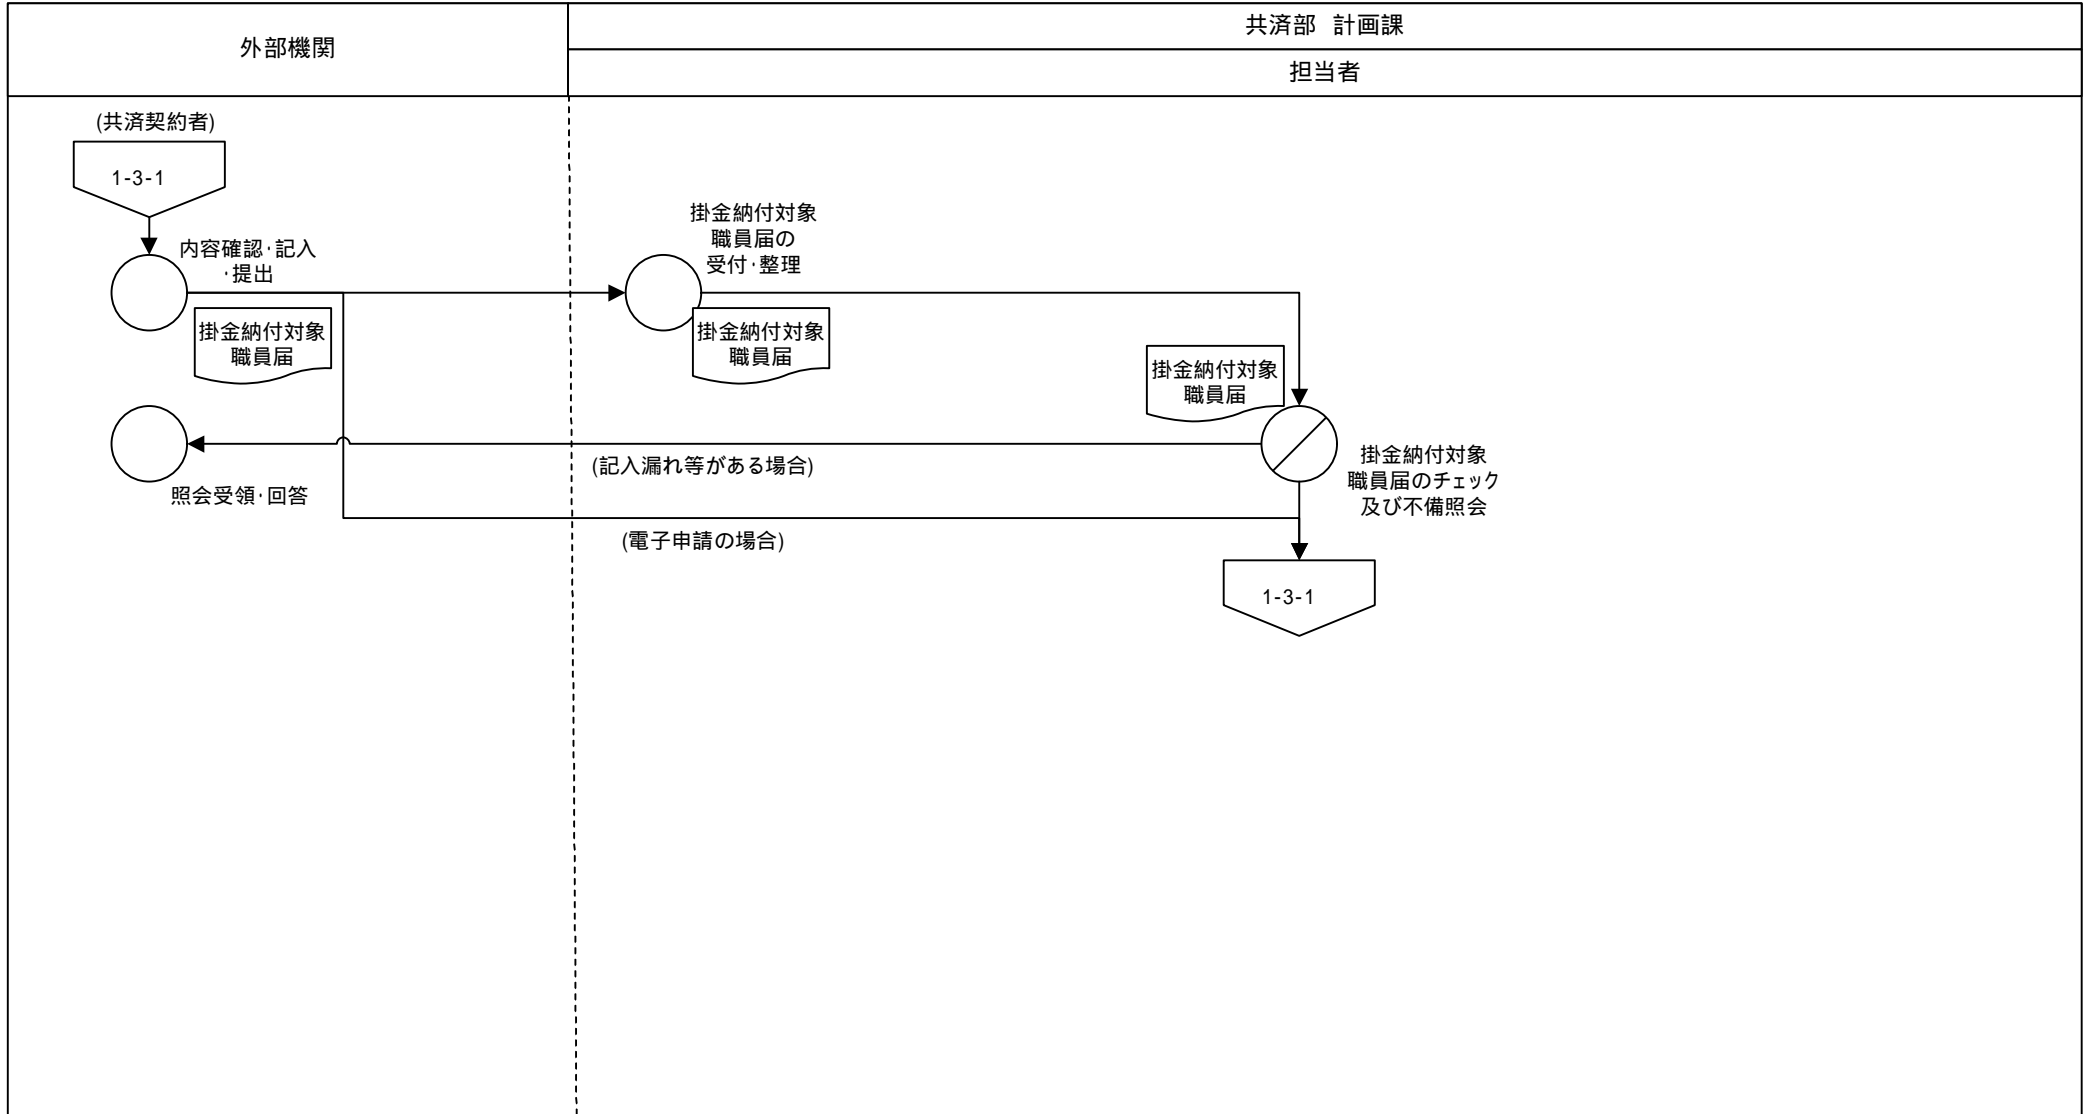 外部機関
共済部 計画課
担当者
(共済契約者)
1-3-1
内容確認・記入
・提出
掛金納付対象
職員届
掛金納付対象
職員届の
受付・整理
掛金納付対象
職員届
掛金納付対象
職員届
掛金納付対象
職員届のチェック
及び不備照会
(記入漏れ等がある場合)
照会受領・回答
(電子申請の場合)
1-3-1